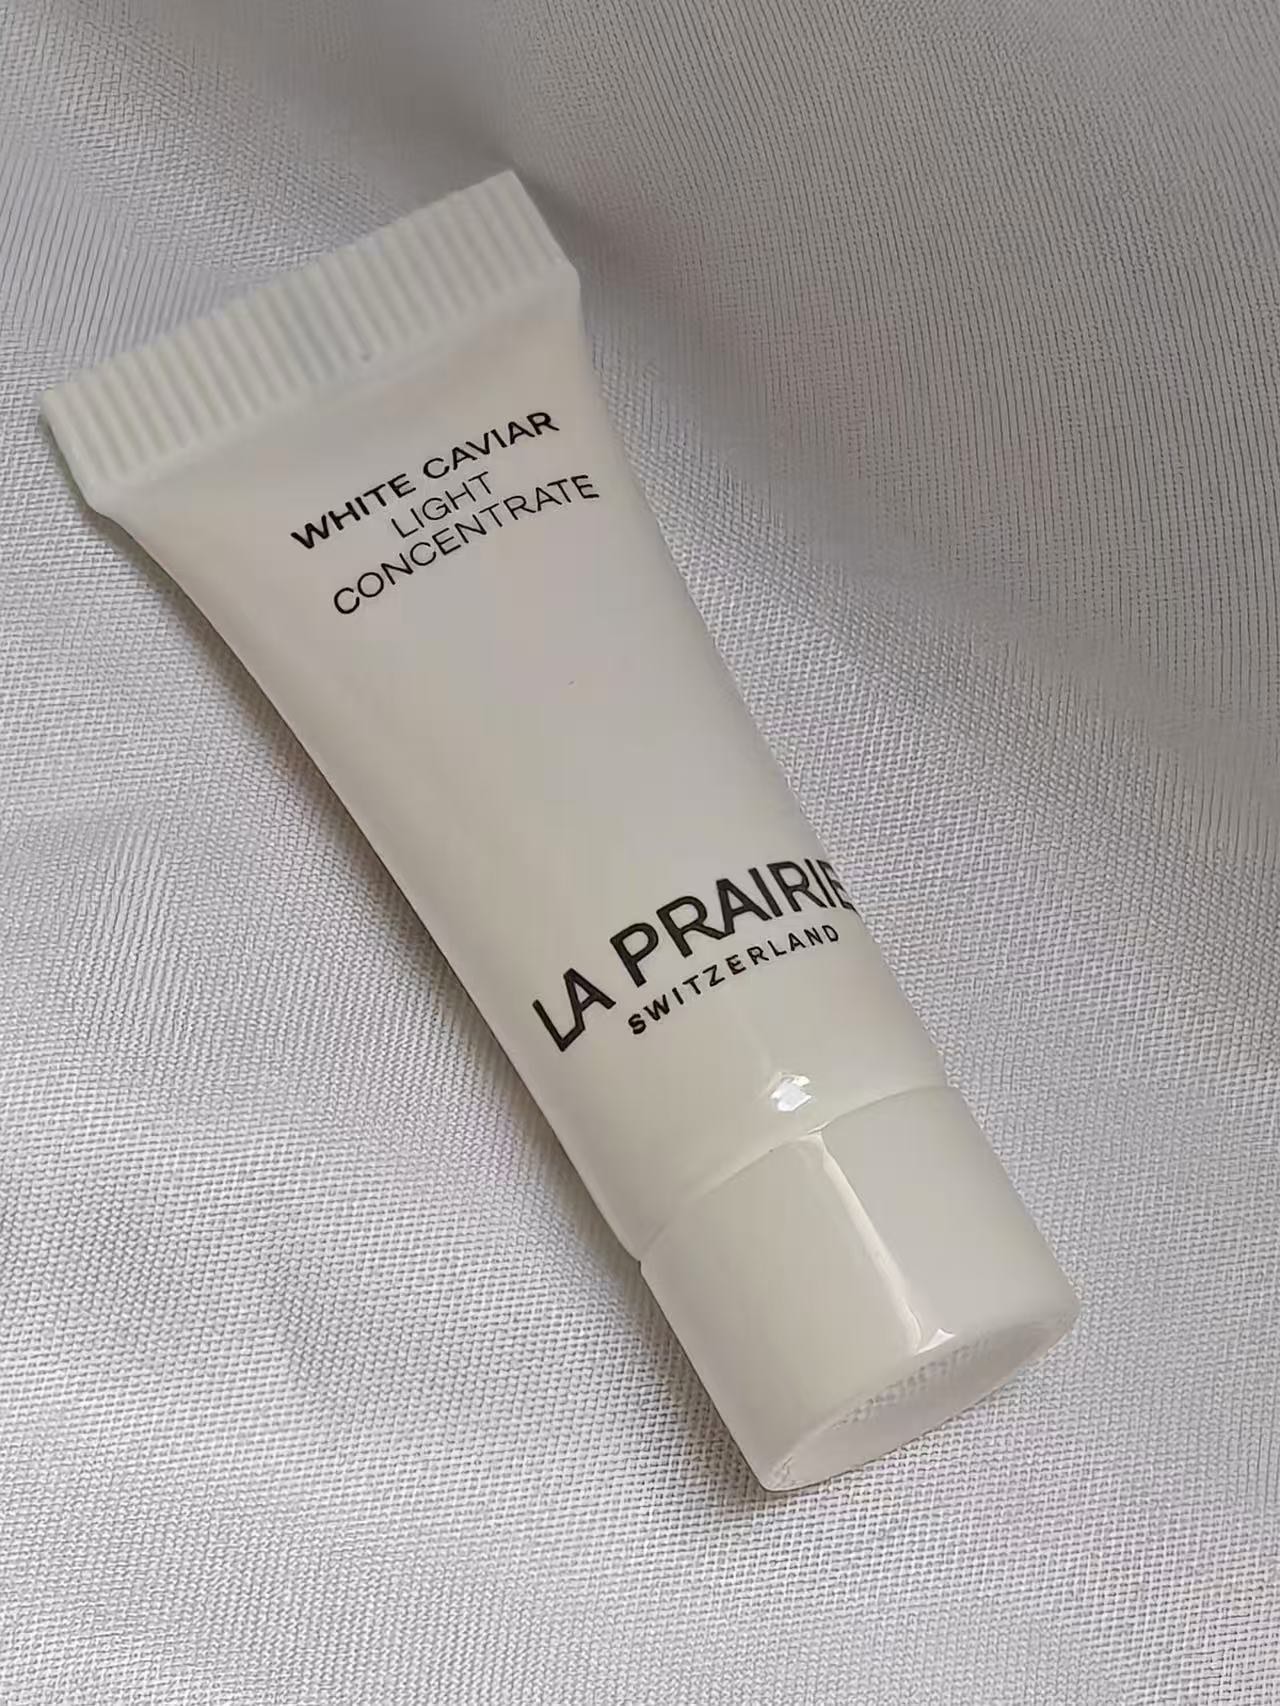 WHITE CAVIAR
LIGHT
CONCENTRATE
LA PRAIRIE
SWITZERLAND